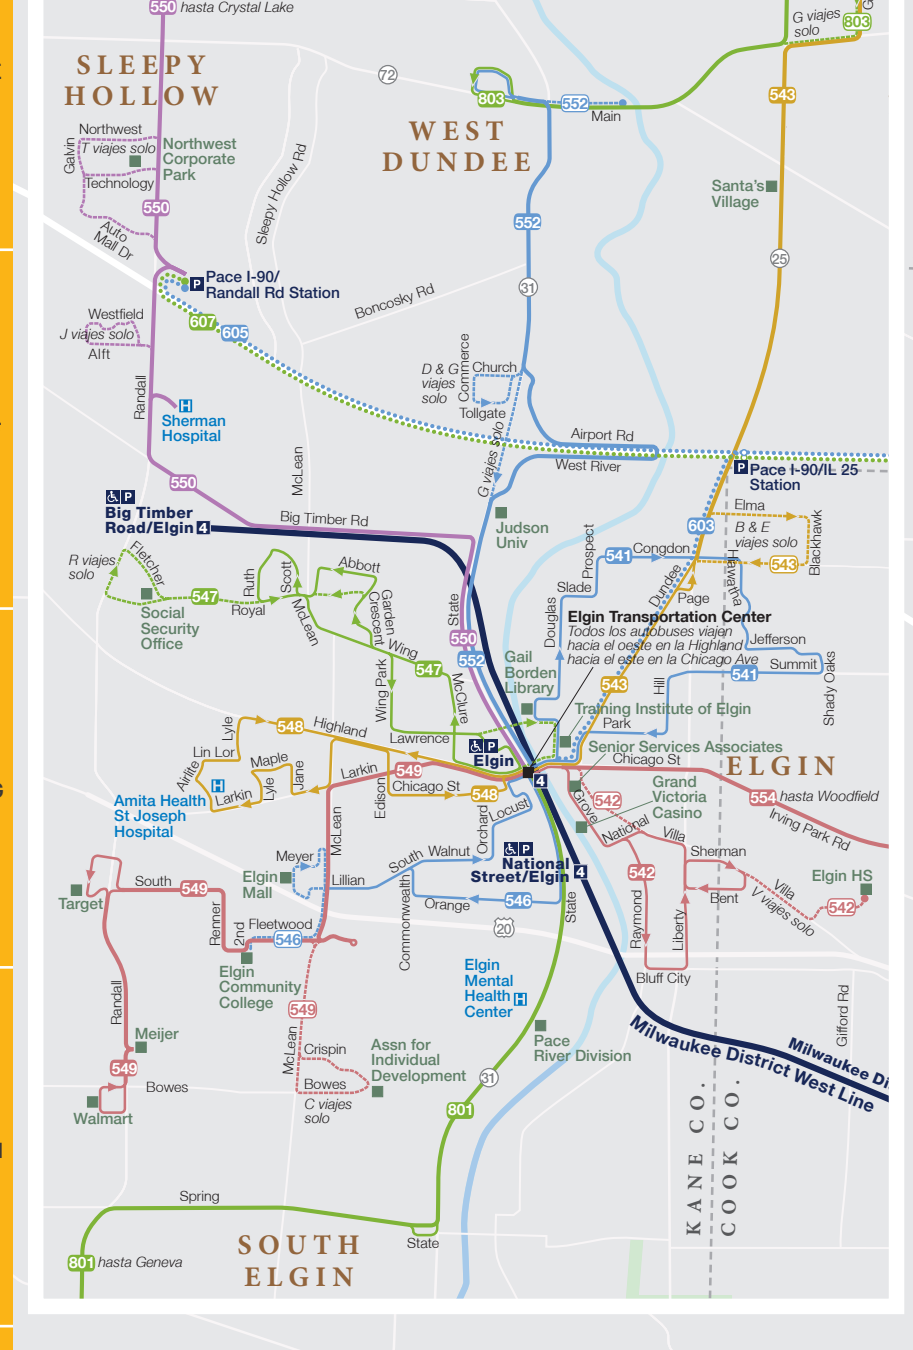 550 hasta Crystal Lake
G viajes
solo
803
SLEEPY
HOLLOW
72
803
552
Main
543
WEST
DUNDEE
Northwest
T viajes solo
Galvin
Technology
Northwest
Corporate
Park
550
Auto
Mall Dr
Sleepy Hollow Rd
Santa's
Village
552
25
31
P
Pace I-90/
Randall Rd Station
Boncosky Rd
607
605
Westfield
J viajes solo
Alft
Randall
H
Sherman
Hospital
D & G
viajes
solo
Commerce
Church
Tollgate
G viajes solo
Airport Rd
West River
P
Pace I-90/IL 25
Station
550
McLean
P
Big Timber
Road/Elgin 4
Big Timber Rd
Judson
Univ
603
Elma
B & E
viajes solo
Blackhawk
543
R viajes
solo
Fletcher
547
Social
Security
Office
Royal
Ruth
Scott
McLean
Abbott
Garden
Crescent
Wing
547
State
550
552
Prospect
541
Congdon
Slade
Douglas
Dundee
Page
Hiawatha
Elgin Transportation Center
Todos los autobuses viajen
hacia el oeste en la Highland
hacia el este en la Chicago Ave
Jefferson
Summit
541
Shady Oaks
Hill
543
Gail
Borden
Library
Training Institute of Elgin
Park
Senior Services Associates
Chicago St
Wing Park
McClure
Lawrence
P
Elgin
4
Lyle
548
Highland
Lin Lor
Airlite
Maple
Larkin
Lyle
Jane
Larkin
549
Chicago St
548
Edison
H
Amita Health
St Joseph
Hospital
McLean
Orchard
Locust
ELGIN
554 hasta Woodfield
Irving Park Rd
Grove
542
Grand
Victoria
Casino
National
Villa
Sherman
542
Bent
Villa
V viajes solo
Elgin HS
542
Raymond
Liberty
Bluff City
P
National
Street/Elgin 4
Meyer
Elgin
Mall
Lillian
South
Walnut
Commonwealth
Orange
546
State
20
Target
South
549
Renner
2nd
Fleetwood
546
Elgin
Community
College
Randall
Meijer
549
Bowes
Walmart
549
McLean
Crispin
Bowes
C viajes
solo
Assn for
Individual
Development
Elgin
Mental
Health H
Center
Pace
River Division
31
801
Gifford Rd
Milwaukee District West Line
Milwaukee Di
KANE CO.
COOK CO.
Spring
State
SOUTH
ELGIN
801 hasta Geneva